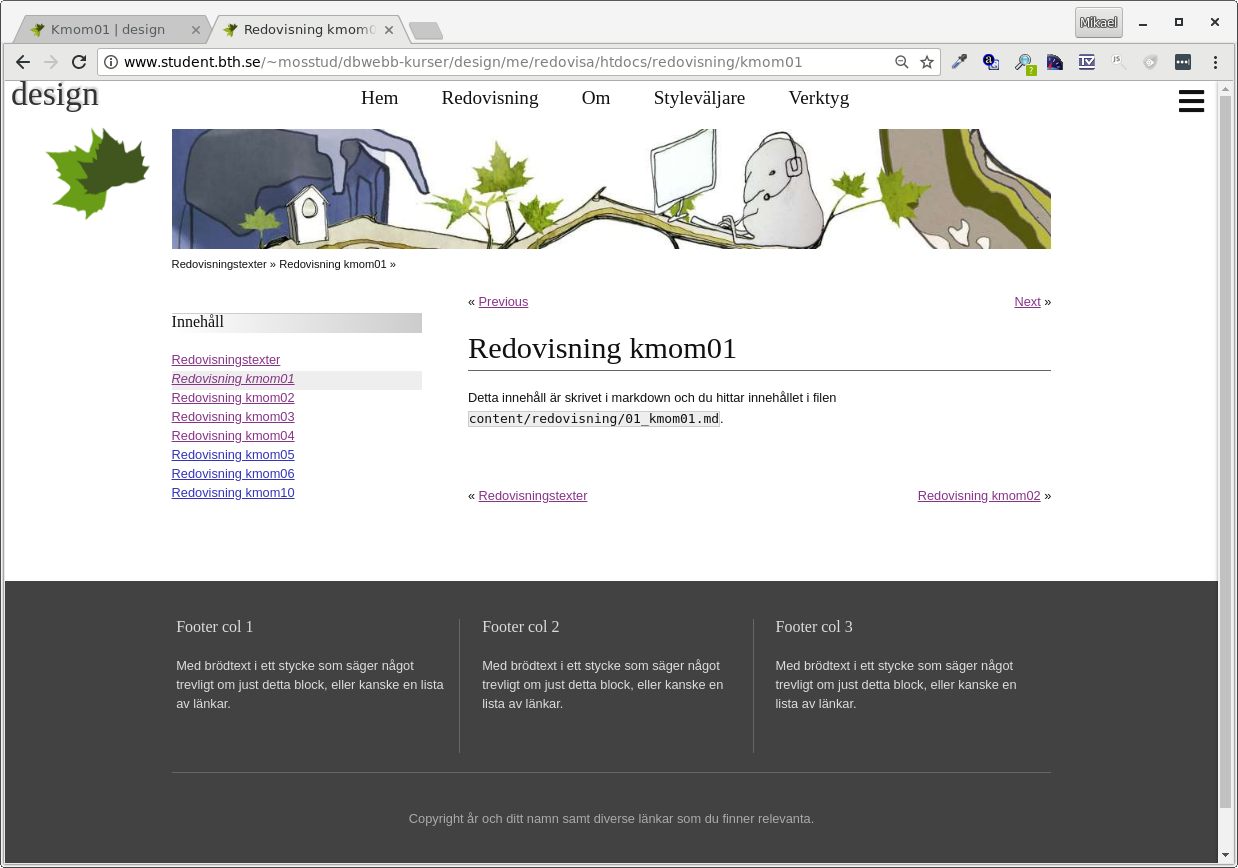 Kmom01 | design
Redovisning kmom0
Mikael
www.student.bth.se/~mosstud/dbwebb-kurser/design/me/redovisa/htdocs/redovisning/kmom01
design
Hem Redovisning Om Styleväljare Verktyg
Redovisningstexter » Redovisning kmom01 »
« Previous Next »
Innehåll
Redovisningstexter
Redovisning kmom01
Redovisning kmom02
Redovisning kmom03
Redovisning kmom04
Redovisning kmom05
Redovisning kmom06
Redovisning kmom10
Redovisning kmom01
Detta innehåll är skrivet i markdown och du hittar innehållet i filen
content/redovisning/01_kmom01.md.
« Redovisningstexter Redovisning kmom02 »
Footer col 1
Med brödtext i ett stycke som säger något
trevligt om just detta block, eller kanske en lista
av länkar.
Footer col 2
Med brödtext i ett stycke som säger något
trevligt om just detta block, eller kanske en
lista av länkar.
Footer col 3
Med brödtext i ett stycke som säger något
trevligt om just detta block, eller kanske en
lista av länkar.
Copyright år och ditt namn samt diverse länkar som du finner relevanta.